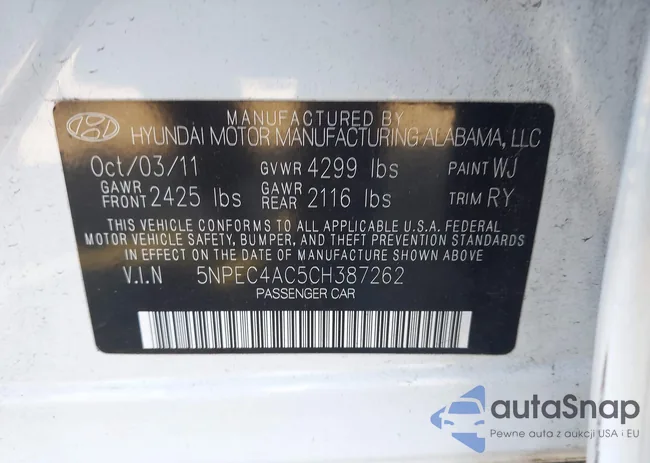 MANUFACTURED BY
HYUNDAI MOTOR MANUFACTURING ALABAMA, LLC
Oct/03/11 GVWR 4299 lbs PAINT WJ
GAWR FRONT 2425 lbs GAWR REAR 2116 lbs TRIM RY
THIS VEHICLE CONFORMS TO ALL APPLICABLE U.S.A. FEDERAL
MOTOR VEHICLE SAFETY, BUMPER, AND THEFT PREVENTION
STANDARDS IN EFFECT ON THE DATE OF MANUFACTURE SHOWN ABOVE
V.I.N 5NPEC4AC5CH387262
PASSENGER CAR
autaSnap
Pewne auta z aukcji USA i EU